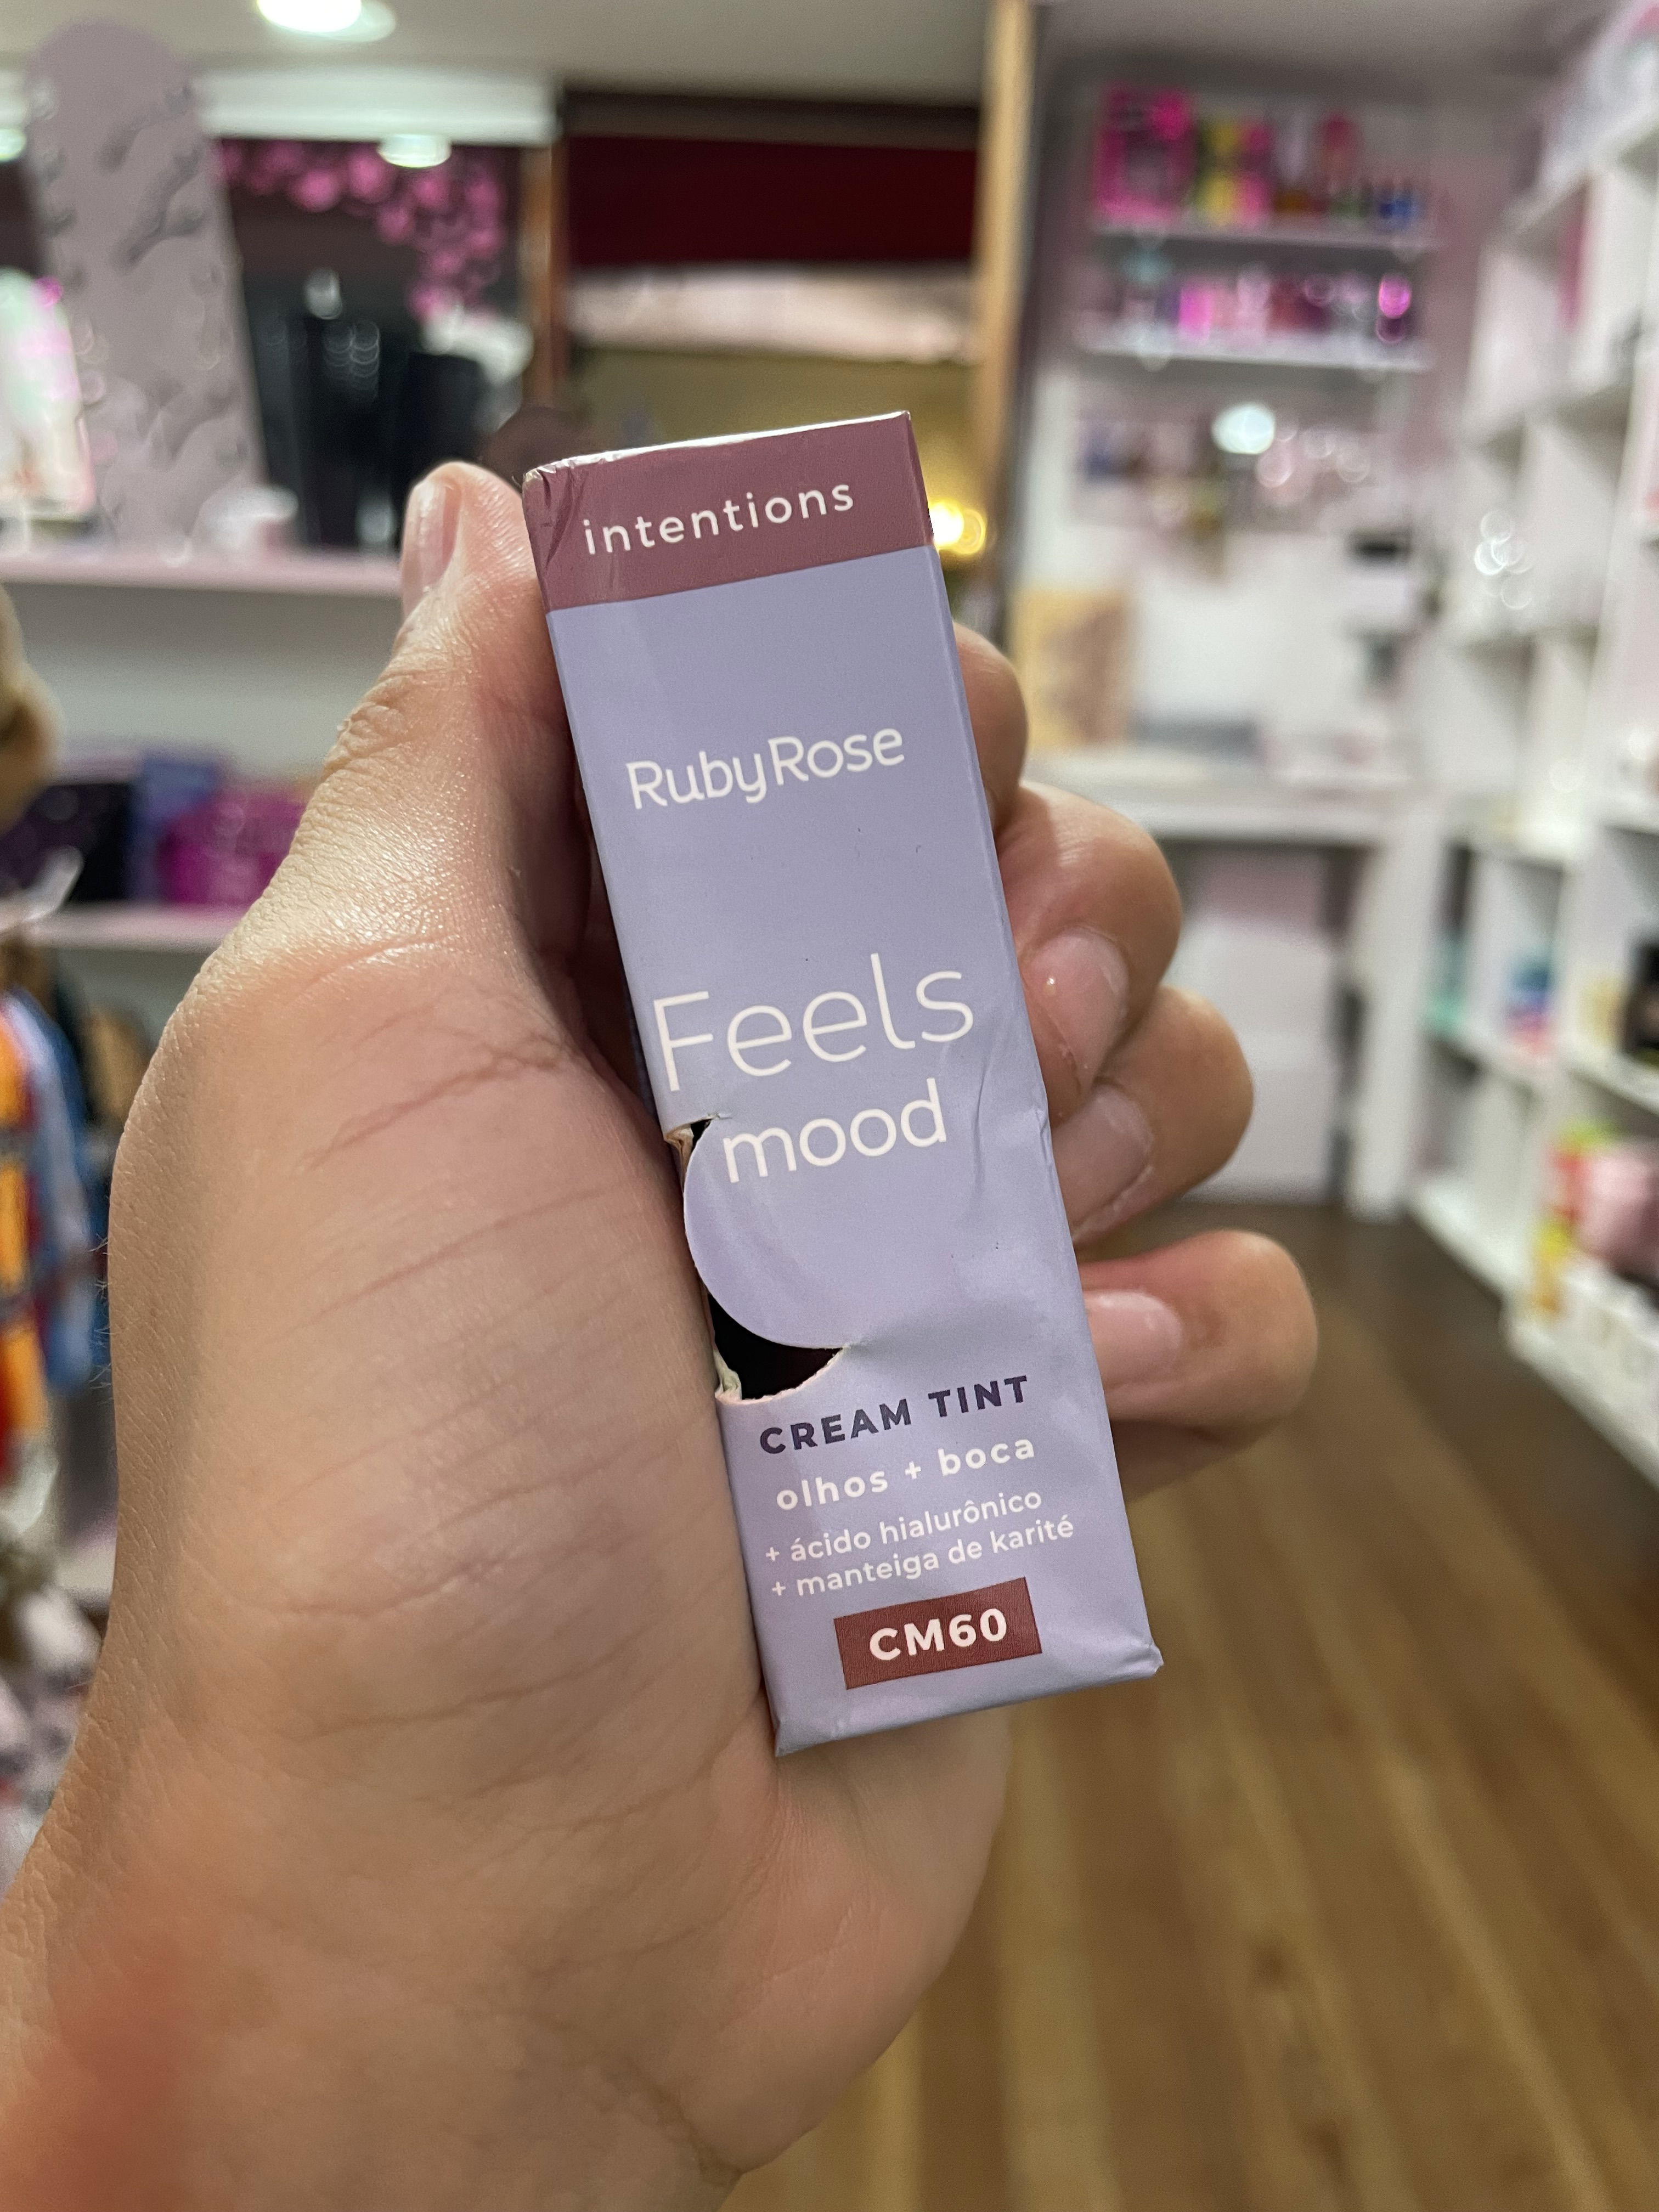 intentions
RubyRose
Feels
mood
CREAM TINT
olhos + boca
+ ácido hialurônico
+ manteiga de karité
CM60